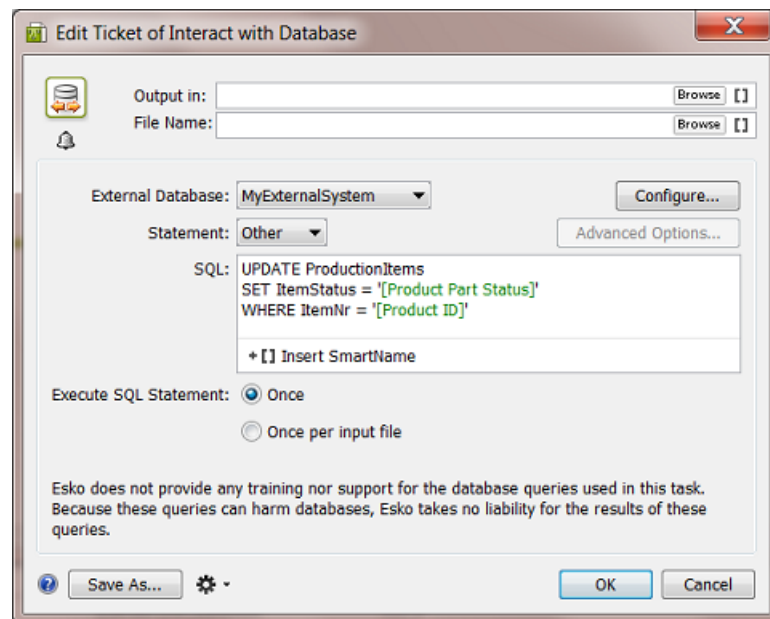 Edit Ticket of Interact with Database
Output in: Browse []
File Name: Browse []
External Database: MyExternalSystem Configure...
Statement: Other Advanced Options...
SQL: UPDATE ProductionItems
SET ItemStatus = '[Product Part Status]'
WHERE ItemNr = '[Product ID]'
+[] Insert SmartName
Execute SQL Statement: Once
Once per input file
Esko does not provide any training nor support for the database queries used in this task.
Because these queries can harm databases, Esko takes no liability for the results of these
queries.
? Save As... OK Cancel